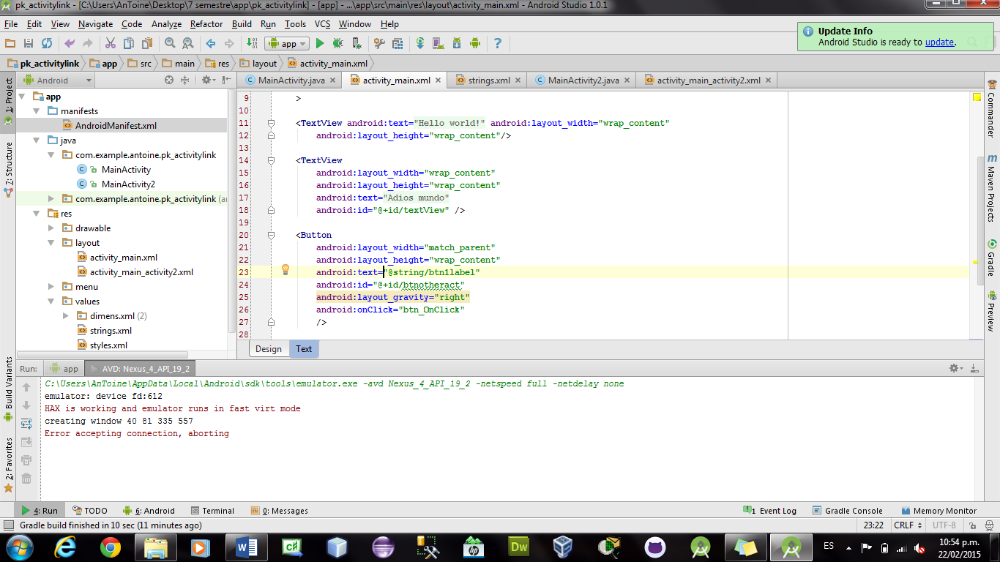 pk_activitylink - [C:\Users\AnToine\Desktop\7 semestre\app\pk_activitylink] - [app] - ...\app\src\main\res\layout\activity_main.xml - Android Studio 1.0.1
File Edit View Navigate Code Analyze Refactor Build Run Tools VCS Window Help
Update Info
Android Studio is ready to update.
app
pk_activitylink app src main res layout activity_main.xml
Android
MainActivity.java activity_main.xml strings.xml MainActivity2.java activity_main_activity2.xml
1: Project
7: Structure
Build Variants
2: Favorites
app
manifests
AndroidManifest.xml
java
com.example.antoine.pk_activitylink
MainActivity
MainActivity2
com.example.antoine.pk_activitylink (a
res
drawable
layout
activity_main.xml
activity_main_activity2.xml
menu
values
dimens.xml (2)
strings.xml
styles.xml
9 >
10
11 <TextView android:text="Hello world!" android:layout_width="wrap_content"
12 android:layout_height="wrap_content"/>
13
14 <TextView
15 android:layout_width="wrap_content"
16 android:layout_height="wrap_content"
17 android:text="Adios mundo"
18 android:id="@+id/textView" />
19
20 <Button
21 android:layout_width="match_parent"
22 android:layout_height="wrap_content"
23 android:text="@string/btn1label"
24 android:id="@+id/btnotheract"
25 android:layout_gravity="right"
26 android:onClick="btn_OnClick"
27 />
28
Design Text
Commander
Maven Projects
Gradle
Preview
Run: app AVD: Nexus_4_API_19_2
C:\Users\AnToine\AppData\Local\Android\sdk\tools\emulator.exe -avd Nexus_4_API_19_2 -netspeed full -netdelay none
emulator: device fd:612
HAX is working and emulator runs in fast virt mode
creating window 40 81 335 557
Error accepting connection, aborting
4: Run TODO 6: Android Terminal 0: Messages 1 Event Log Gradle Console Memory Monitor
Gradle build finished in 10 sec (11 minutes ago) 23:22 CRLF UTF-8
ES
10:54 p.m.
22/02/2015